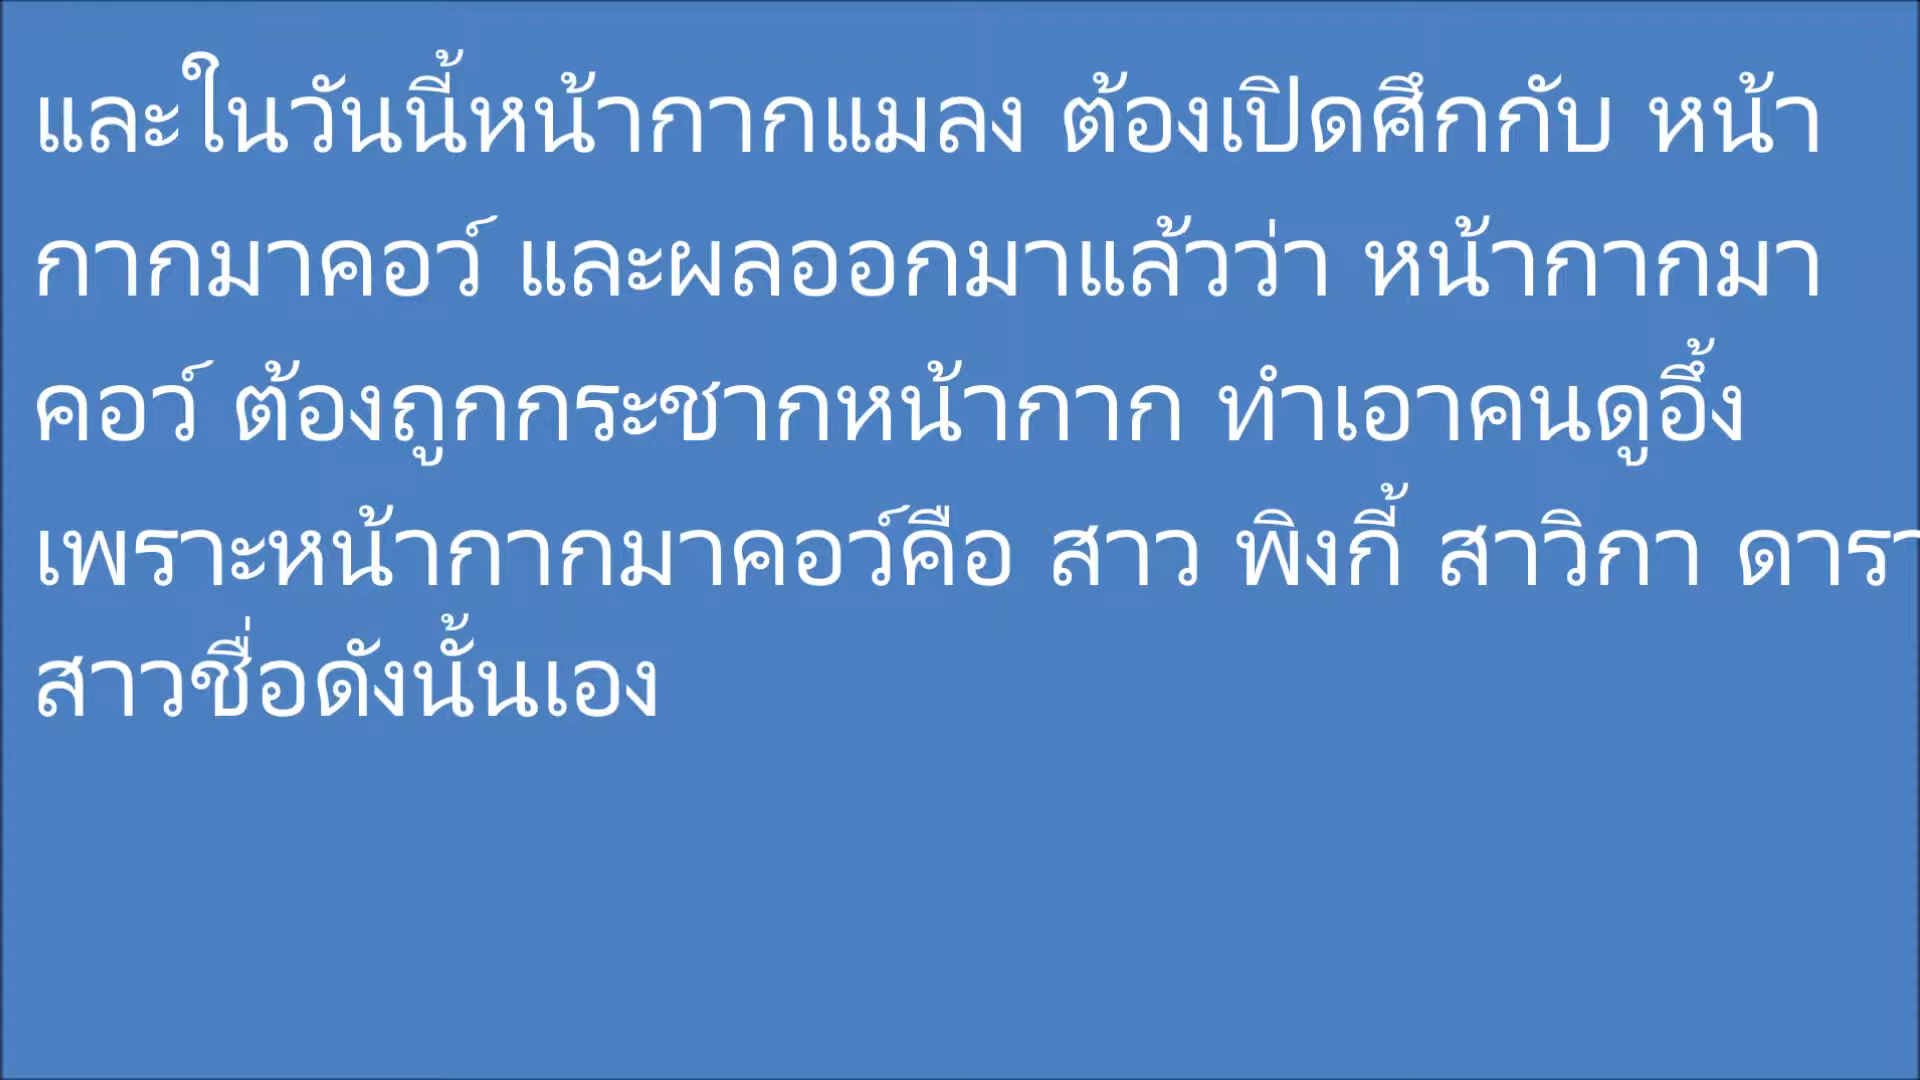 และในวันนี้หน้ากากแมลง ต้องเปิดศึกกับ หน้า
กากมาคอว์ และผลออกมาแล้วว่า หน้ากากมา
คอว์ ต้องถูกกระชากหน้ากาก ทำเอาคนดูอึ้ง
เพราะหน้ากากมาคอว์คือ สาว พิงกี้ สาวิกา ดารา
สาวชื่อดังนั้นเอง